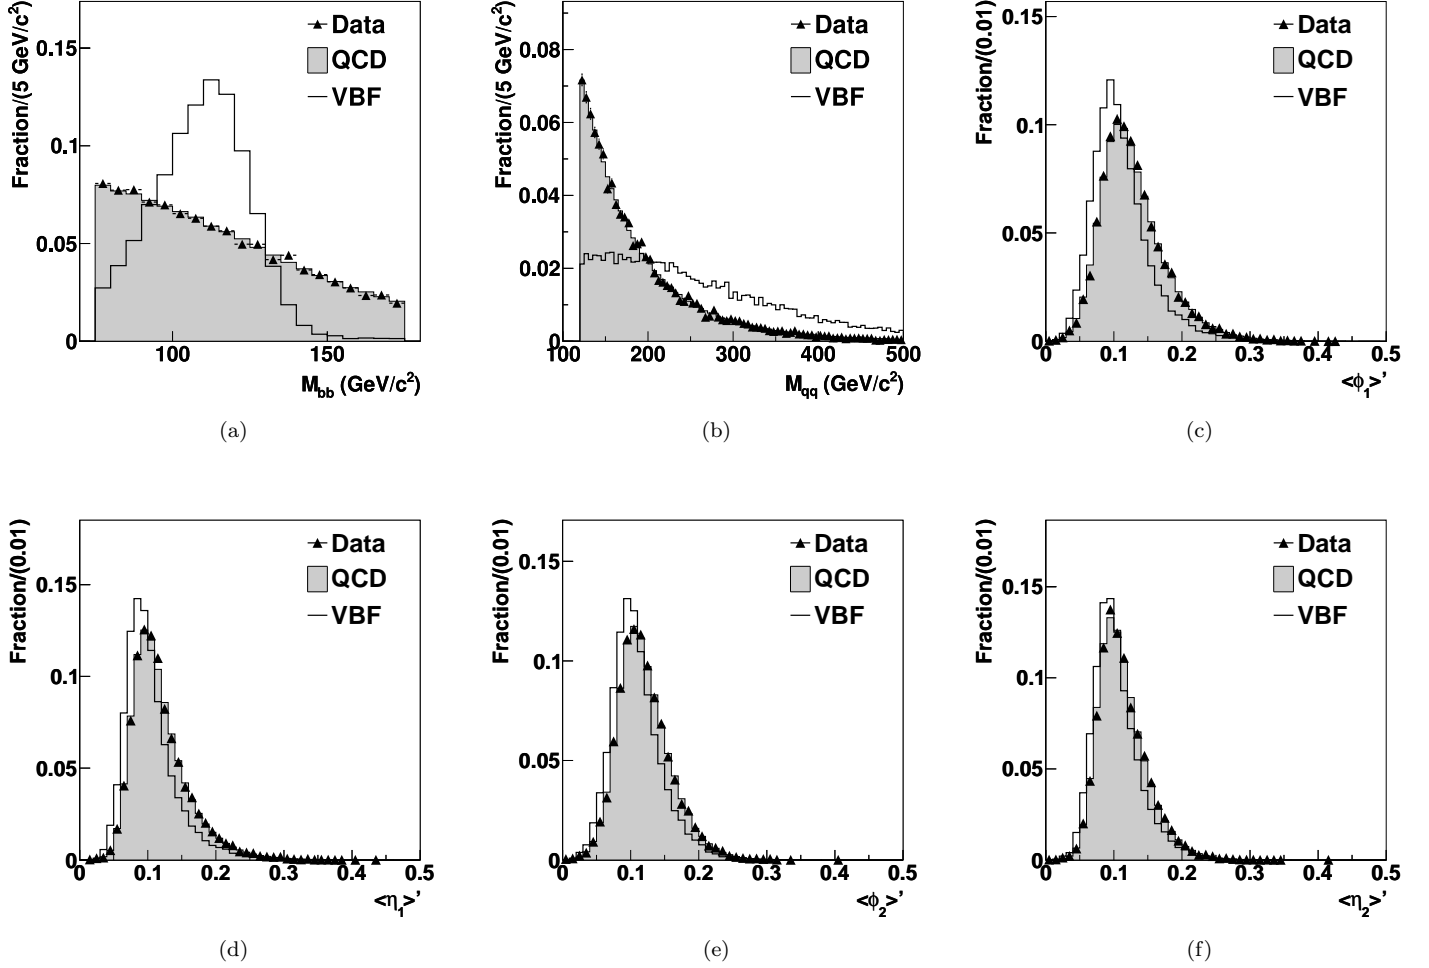 Fraction/(5 GeV/c²)
0.15
0.1
0.05
0
100
150
M_bb (GeV/c²)
Data
QCD
VBF
(a)
Fraction/(5 GeV/c²)
0.08
0.06
0.04
0.02
0
100
200
300
400
500
M_qq (GeV/c²)
Data
QCD
VBF
(b)
Fraction/(0.01)
0.15
0.1
0.05
0
0
0.1
0.2
0.3
0.4
0.5
<ϕ₁>’
Data
QCD
VBF
(c)
Fraction/(0.01)
0.15
0.1
0.05
0
0
0.1
0.2
0.3
0.4
0.5
<η₁>’
Data
QCD
VBF
(d)
Fraction/(0.01)
0.15
0.1
0.05
0
0
0.1
0.2
0.3
0.4
0.5
<ϕ₂>’
Data
QCD
VBF
(e)
Fraction/(0.01)
0.15
0.1
0.05
0
0
0.1
0.2
0.3
0.4
0.5
<η₂>’
Data
QCD
VBF
(f)